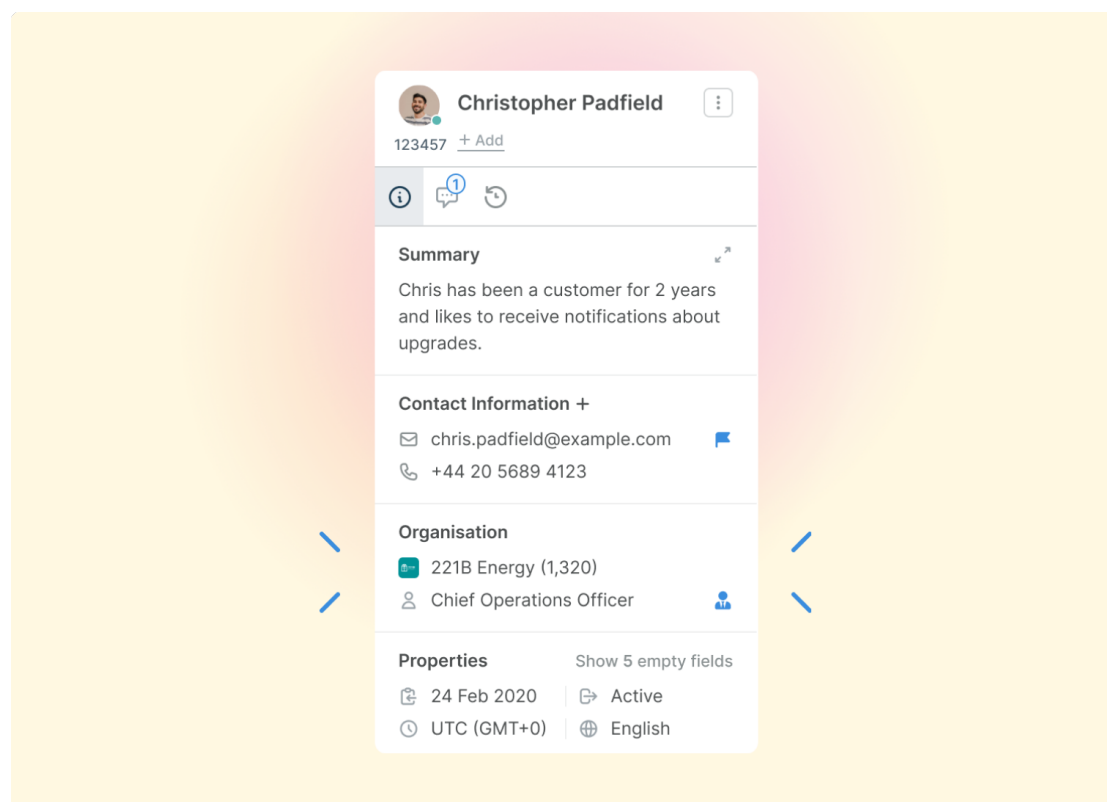 Christopher Padfield
123457 + Add
1
Summary
Chris has been a customer for 2 years
and likes to receive notifications about
upgrades.
Contact Information +
chris.padfield@example.com
+44 20 5689 4123
Organisation
221B Energy (1,320)
Chief Operations Officer
Properties Show 5 empty fields
24 Feb 2020 Active
UTC (GMT+0) English